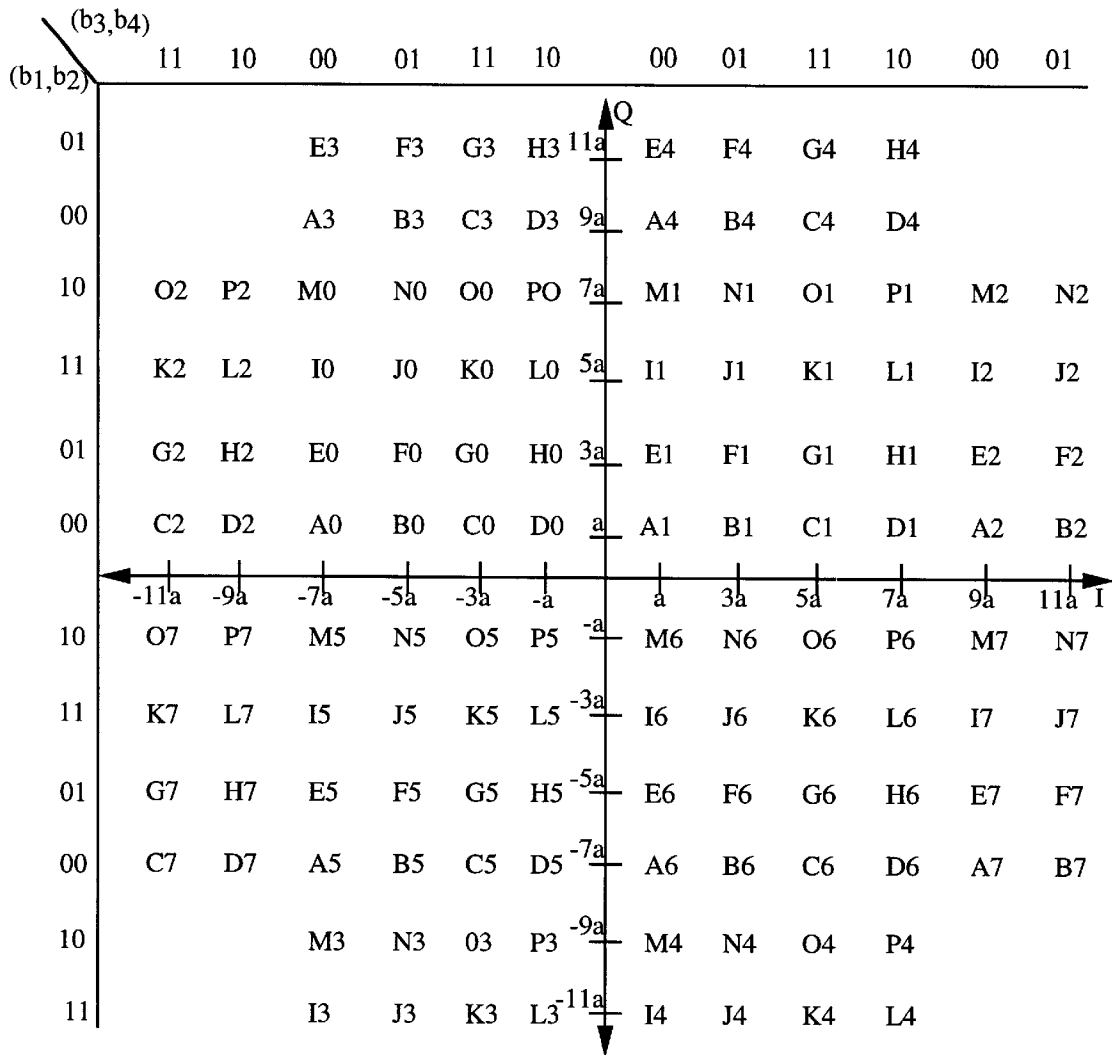 (b3,b4)
11 10 00 01 11 10 00 01 11 10 00 01
(b1,b2)
Q
01 E3 F3 G3 H3 11a E4 F4 G4 H4
00 A3 B3 C3 D3 9a A4 B4 C4 D4
10 O2 P2 M0 N0 O0 PO 7a M1 N1 O1 P1 M2 N2
11 K2 L2 I0 J0 K0 L0 5a I1 J1 K1 L1 I2 J2
01 G2 H2 E0 F0 G0 H0 3a E1 F1 G1 H1 E2 F2
00 C2 D2 A0 B0 C0 D0 a A1 B1 C1 D1 A2 B2
-11a -9a -7a -5a -3a -a a 3a 5a 7a 9a 11a I
10 O7 P7 M5 N5 O5 P5 -a M6 N6 O6 P6 M7 N7
11 K7 L7 I5 J5 K5 L5 -3a I6 J6 K6 L6 I7 J7
01 G7 H7 E5 F5 G5 H5 -5a E6 F6 G6 H6 E7 F7
00 C7 D7 A5 B5 C5 D5 -7a A6 B6 C6 D6 A7 B7
10 M3 N3 03 P3 -9a M4 N4 O4 P4
11 I3 J3 K3 L3 -11a I4 J4 K4 L4